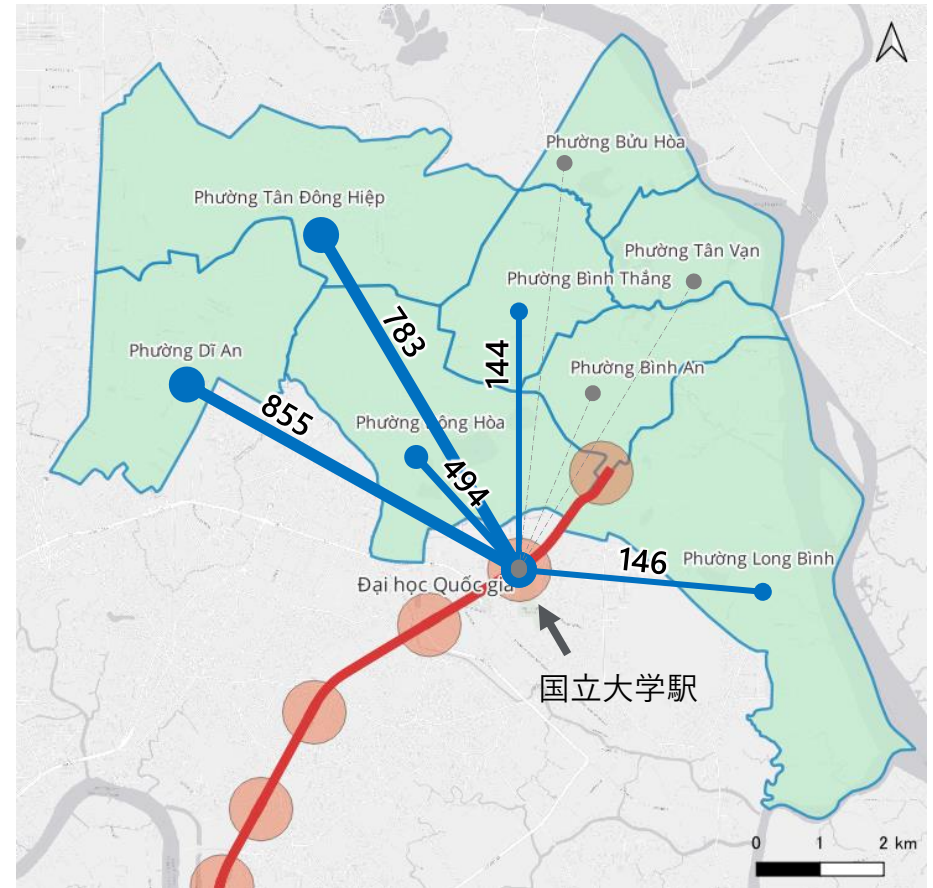 Phường Bửu Hòa
Phường Tân Đông Hiệp
Phường Tân Vạn
Phường Bình Thắng
783
144
Phường Dĩ An
Phường Bình An
855
Phường Đông Hòa
494
146
Phường Long Bình
Đại học Quốc gia
国立大学駅
0 1 2 km